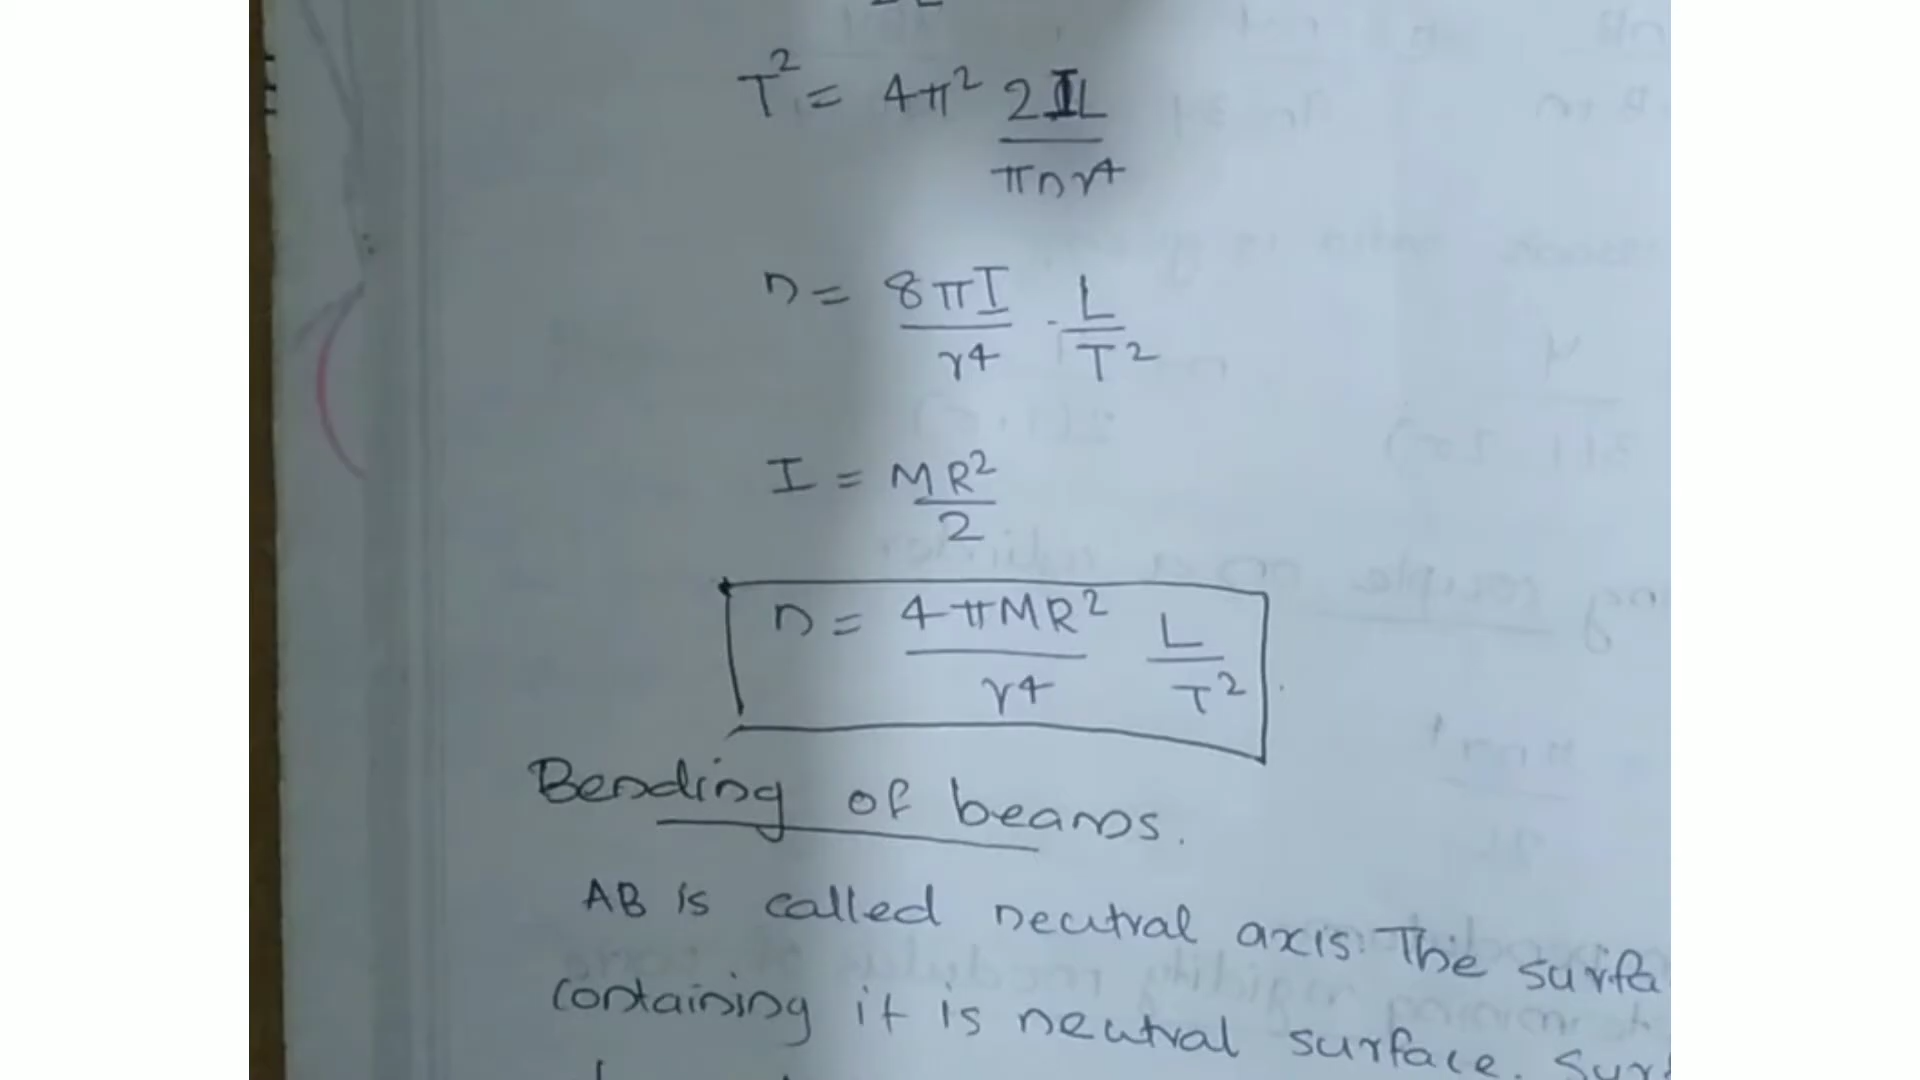 T² = 4π² 2IL / πnr⁴
n = 8πI / r⁴ · L / T²
I = MR² / 2
n = 4πMR² / r⁴ L / T²
Bending of beams.
AB is called neutral axis. The surfa
containing it is neutral surface. Sur